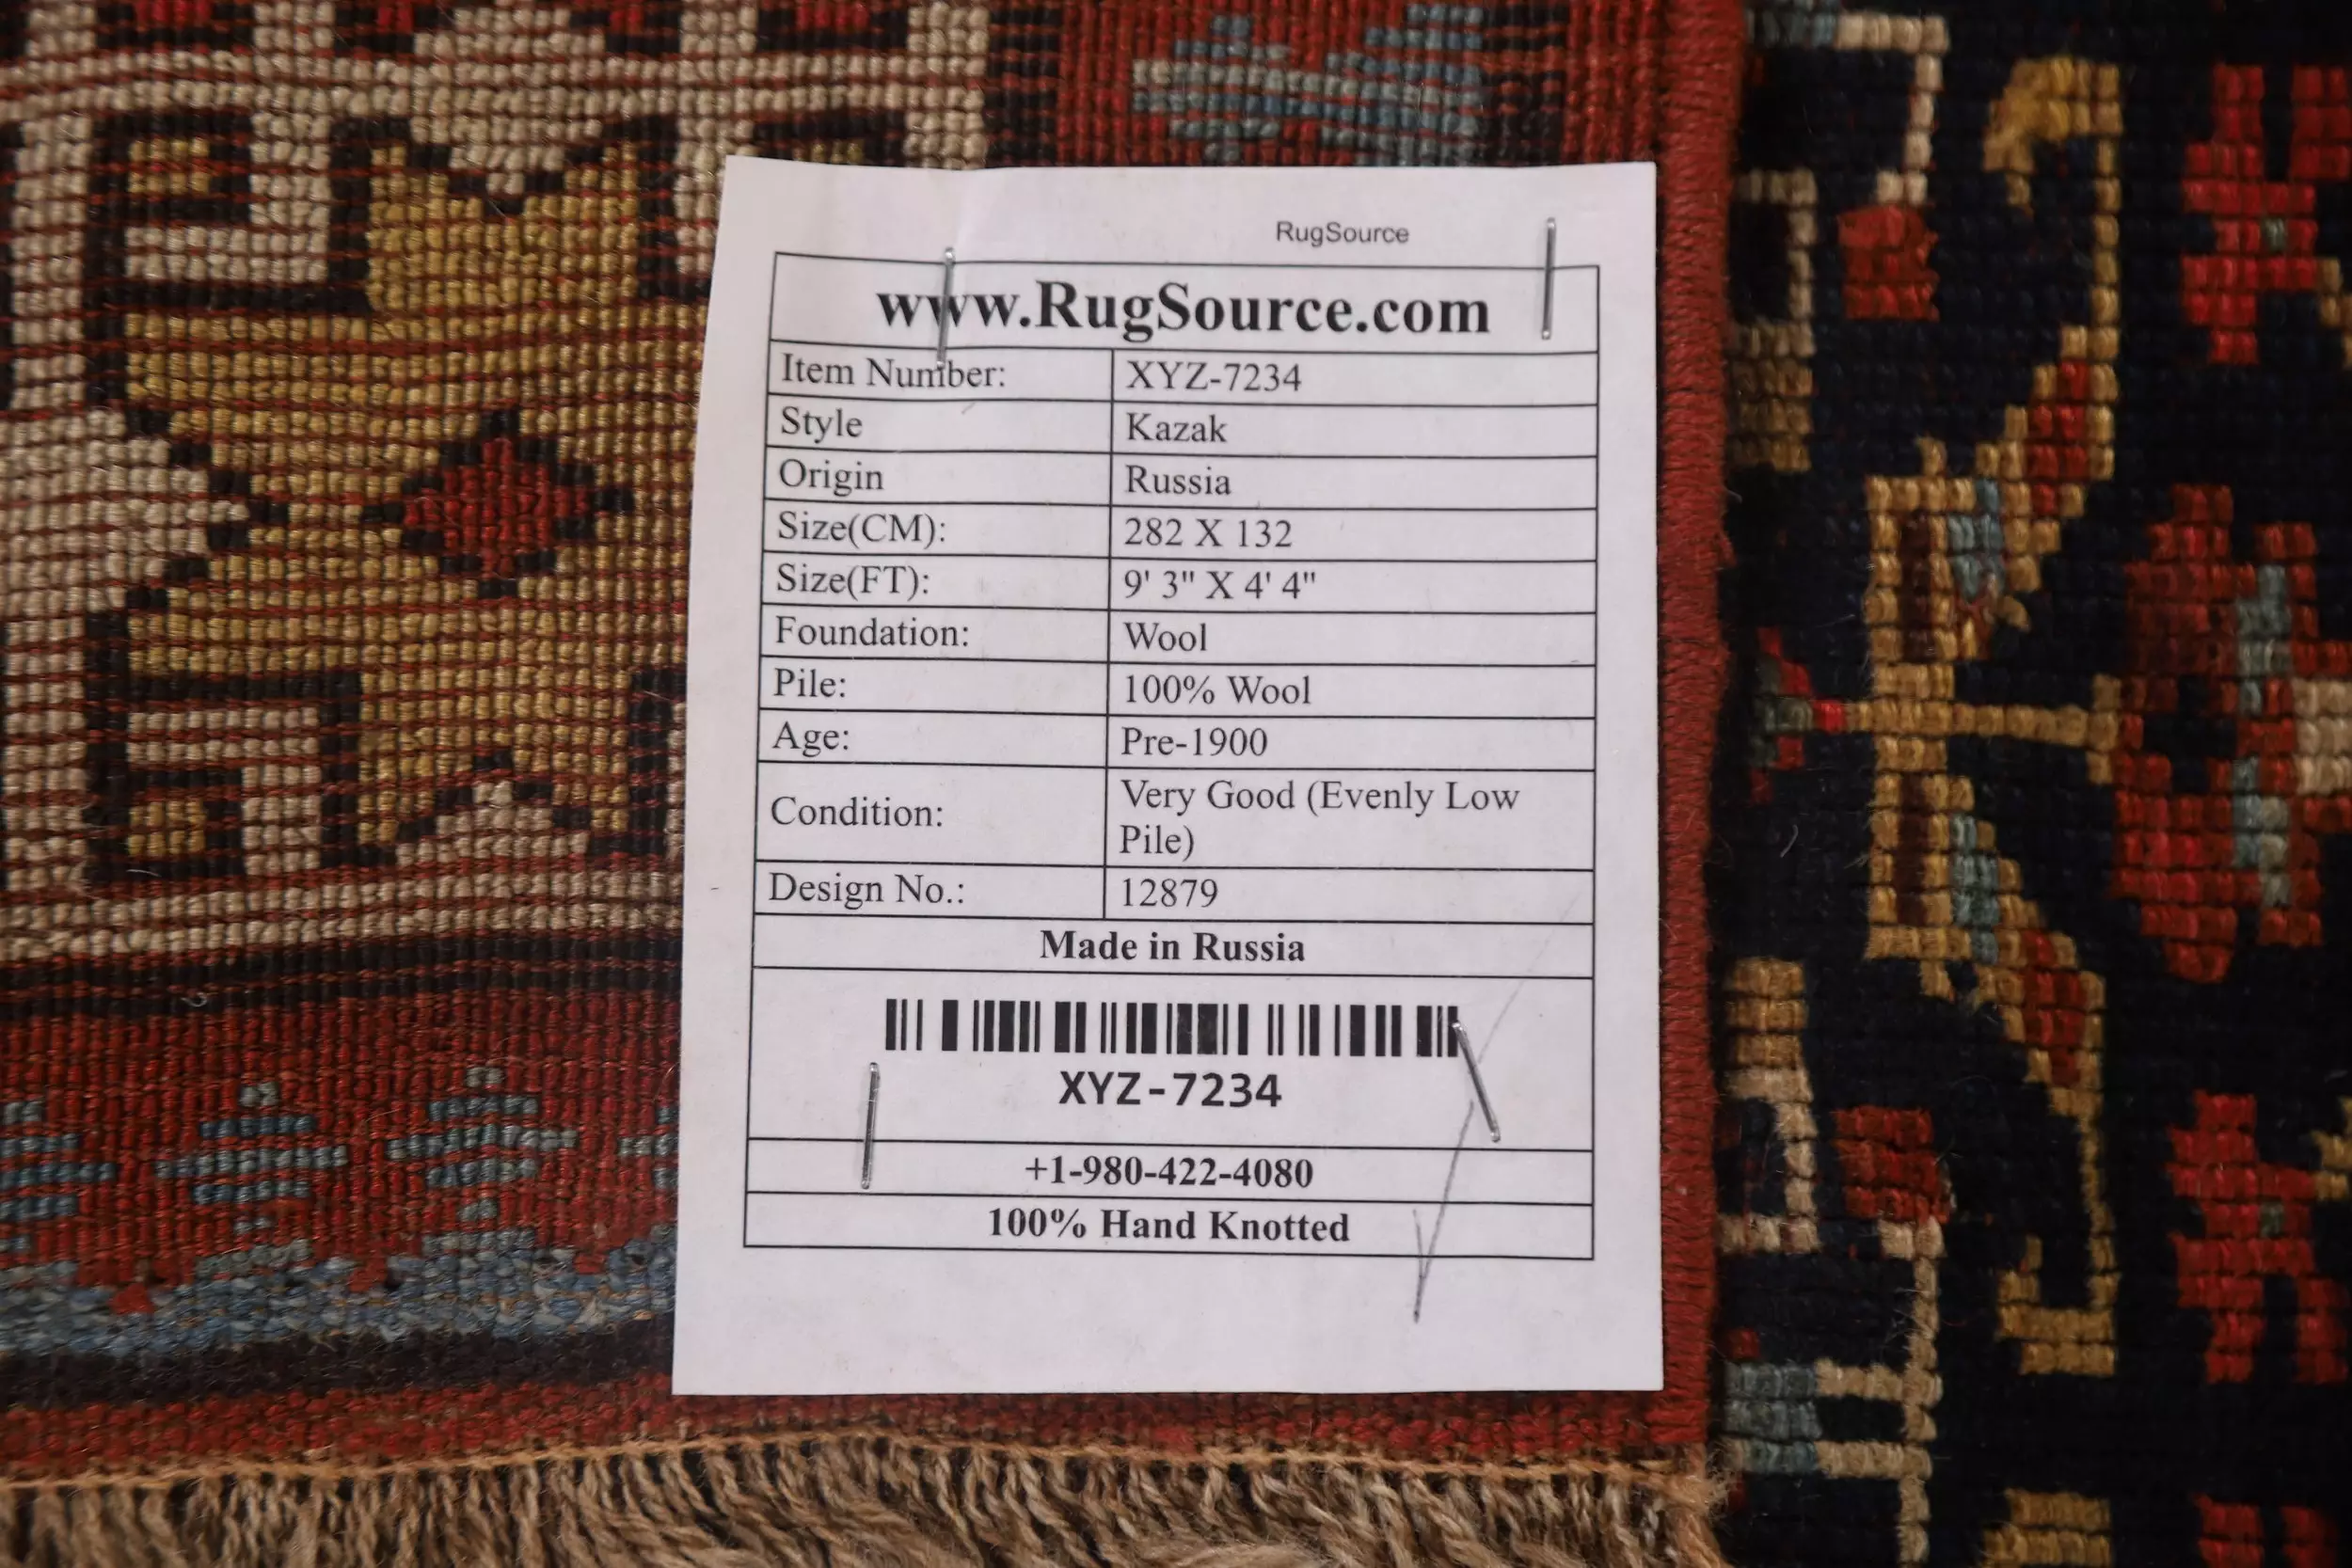 RugSource
www.RugSource.com
Item Number: XYZ-7234
Style Kazak
Origin Russia
Size(CM): 282 X 132
Size(FT): 9' 3" X 4' 4"
Foundation: Wool
Pile: 100% Wool
Age: Pre-1900
Condition: Very Good (Evenly Low
Pile)
Design No.: 12879
Made in Russia
XYZ-7234
+1-980-422-4080
100% Hand Knotted